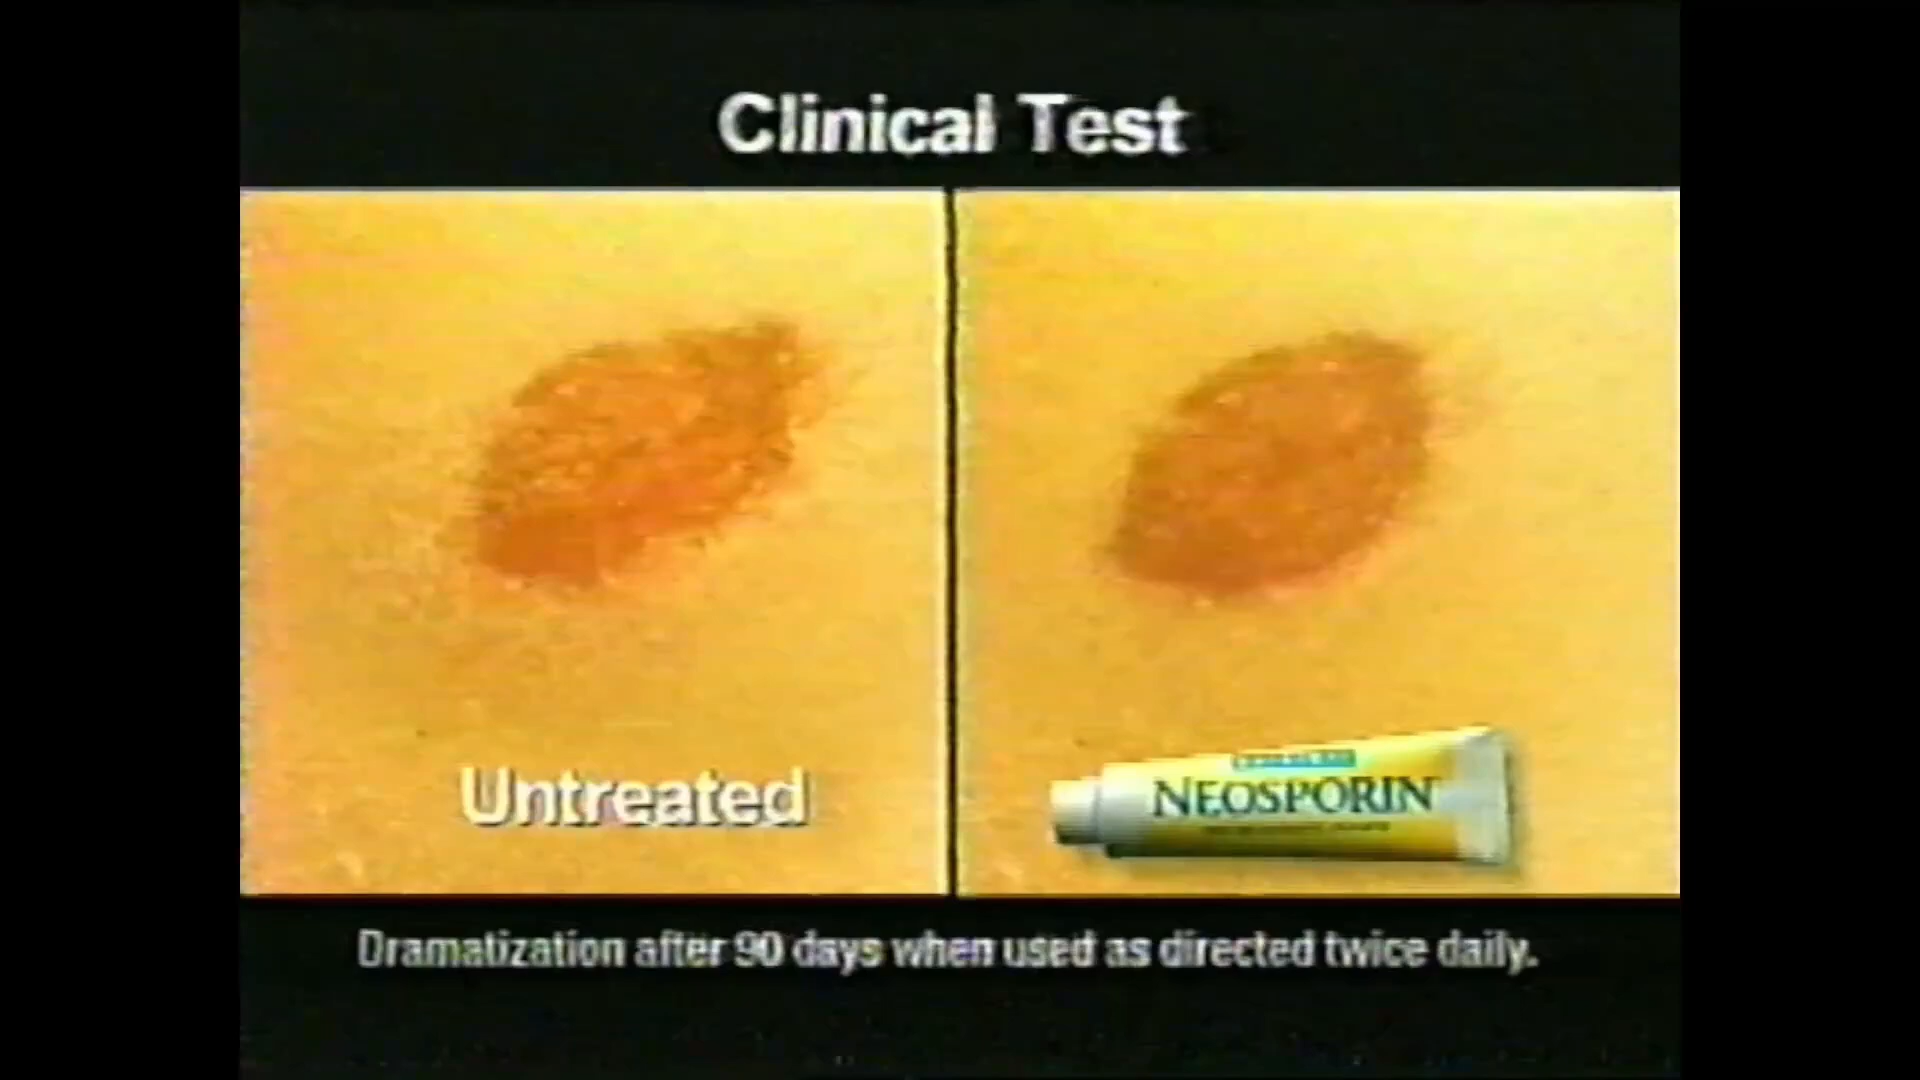 Clinical Test
Untreated
NEOSPORIN
Dramatization after 90 days when used as directed twice daily.